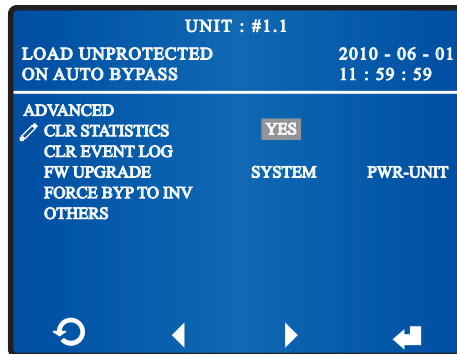 UNIT : #1.1
LOAD UNPROTECTED 2010 - 06 - 01
ON AUTO BYPASS 11 : 59 : 59
ADVANCED
CLR STATISTICS YES
CLR EVENT LOG
FW UPGRADE SYSTEM PWR-UNIT
FORCE BYP TO INV
OTHERS